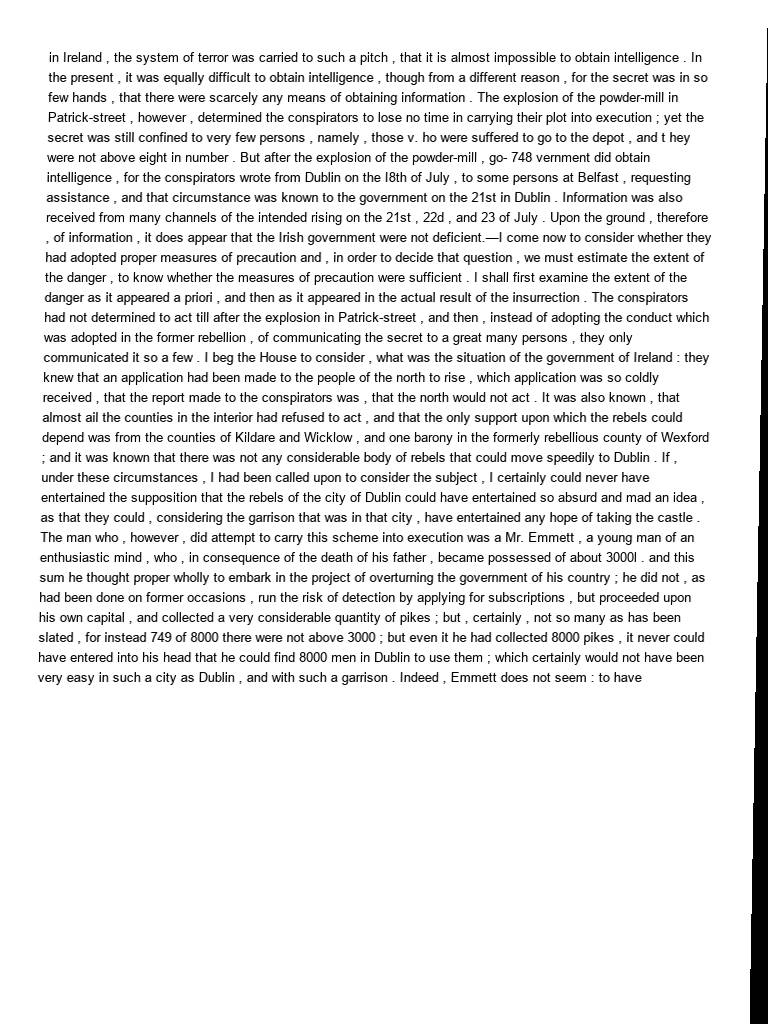 in Ireland , the system of terror was carried to such a pitch , that it is almost impossible to obtain intelligence . In
the present , it was equally difficult to obtain intelligence , though from a different reason , for the secret was in so
few hands , that there were scarcely any means of obtaining information . The explosion of the powder-mill in
Patrick-street , however , determined the conspirators to lose no time in carrying their plot into execution ; yet the
secret was still confined to very few persons , namely , those v. ho were suffered to go to the depot , and t hey
were not above eight in number . But after the explosion of the powder-mill , go- 748 vernment did obtain
intelligence , for the conspirators wrote from Dublin on the I8th of July , to some persons at Belfast , requesting
assistance , and that circumstance was known to the government on the 21st in Dublin . Information was also
received from many channels of the intended rising on the 21st , 22d , and 23 of July . Upon the ground , therefore
, of information , it does appear that the Irish government were not deficient.—I come now to consider whether they
had adopted proper measures of precaution and , in order to decide that question , we must estimate the extent of
the danger , to know whether the measures of precaution were sufficient . I shall first examine the extent of the
danger as it appeared a priori , and then as it appeared in the actual result of the insurrection . The conspirators
had not determined to act till after the explosion in Patrick-street , and then , instead of adopting the conduct which
was adopted in the former rebellion , of communicating the secret to a great many persons , they only
communicated it so a few . I beg the House to consider , what was the situation of the government of Ireland : they
knew that an application had been made to the people of the north to rise , which application was so coldly
received , that the report made to the conspirators was , that the north would not act . It was also known , that
almost ail the counties in the interior had refused to act , and that the only support upon which the rebels could
depend was from the counties of Kildare and Wicklow , and one barony in the formerly rebellious county of Wexford
; and it was known that there was not any considerable body of rebels that could move speedily to Dublin . If ,
under these circumstances , I had been called upon to consider the subject , I certainly could never have
entertained the supposition that the rebels of the city of Dublin could have entertained so absurd and mad an idea ,
as that they could , considering the garrison that was in that city , have entertained any hope of taking the castle .
The man who , however , did attempt to carry this scheme into execution was a Mr. Emmett , a young man of an
enthusiastic mind , who , in consequence of the death of his father , became possessed of about 3000l . and this
sum he thought proper wholly to embark in the project of overturning the government of his country ; he did not , as
had been done on former occasions , run the risk of detection by applying for subscriptions , but proceeded upon
his own capital , and collected a very considerable quantity of pikes ; but , certainly , not so many as has been
slated , for instead 749 of 8000 there were not above 3000 ; but even it he had collected 8000 pikes , it never could
have entered into his head that he could find 8000 men in Dublin to use them ; which certainly would not have been
very easy in such a city as Dublin , and with such a garrison . Indeed , Emmett does not seem : to have